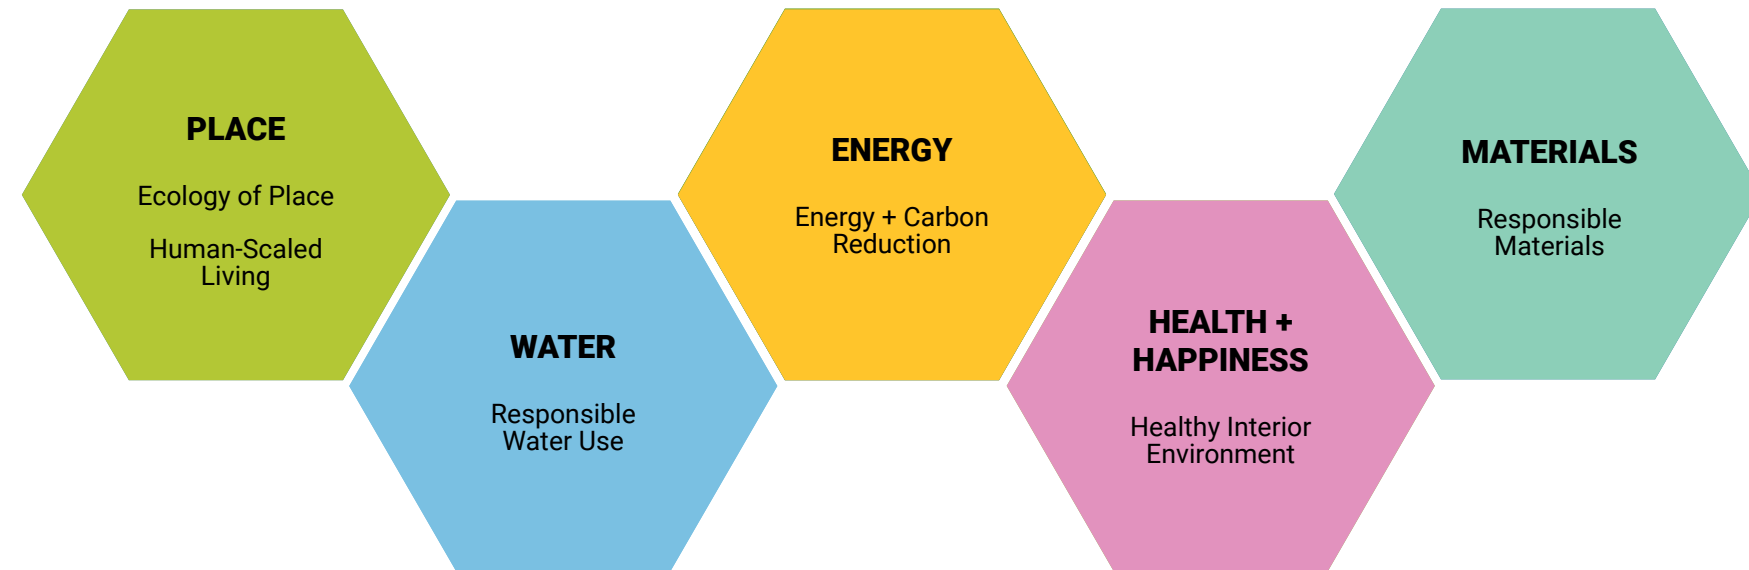 PLACE
Ecology of Place
Human-Scaled
Living
WATER
Responsible
Water Use
ENERGY
Energy + Carbon
Reduction
HEALTH +
HAPPINESS
Healthy Interior
Environment
MATERIALS
Responsible
Materials